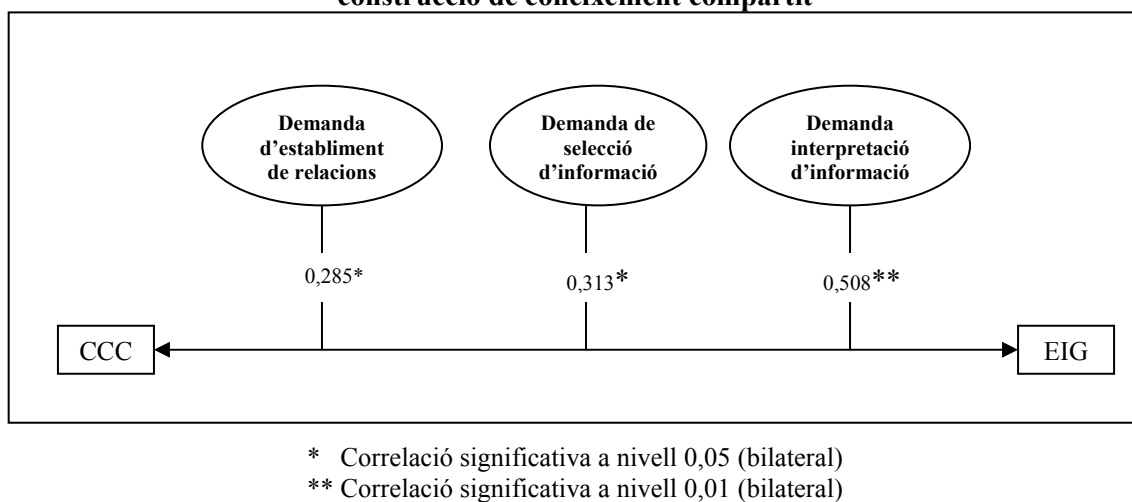 construcció de coneixement compartit
Demanda
d'establiment
de relacions
Demanda de
selecció
d'informació
Demanda
interpretació
d'informació
0,285*
0,313*
0,508**
CCC
EIG
* Correlació significativa a nivell 0,05 (bilateral)
** Correlació significativa a nivell 0,01 (bilateral)